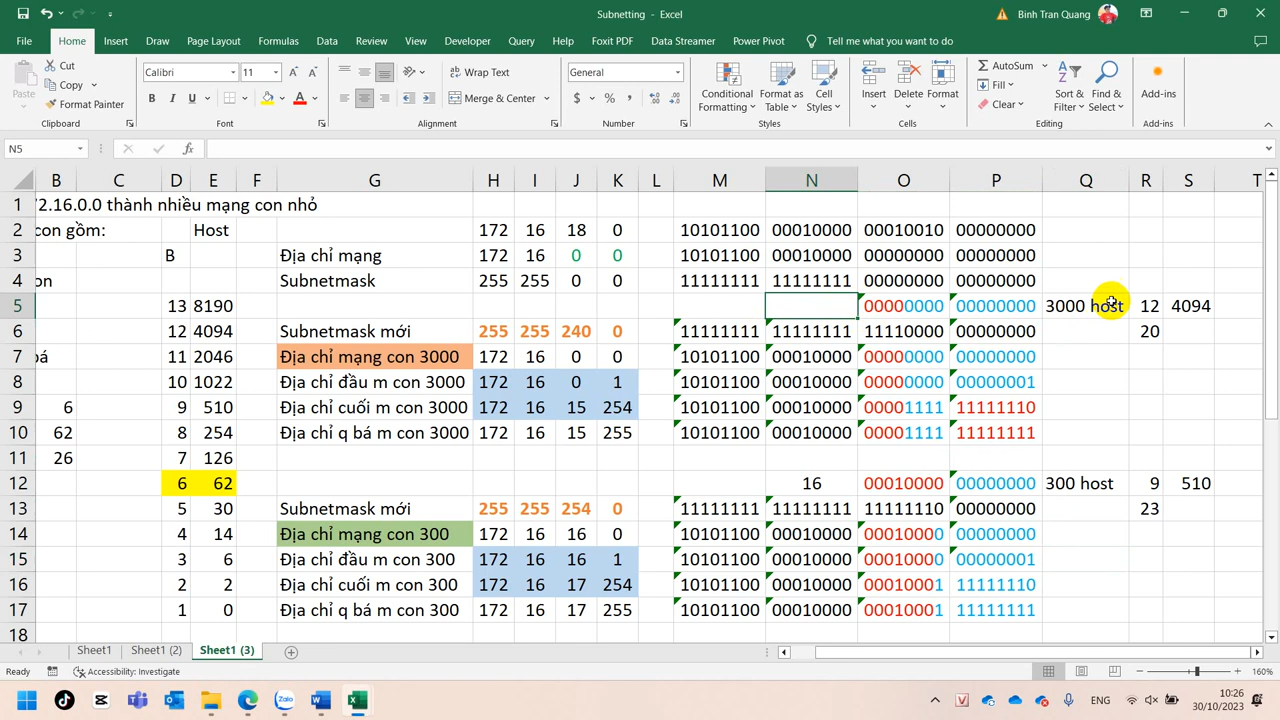 Subnetting - Excel
Binh Tran Quang
File Home Insert Draw Page Layout Formulas Data Review View Developer Query Help Foxit PDF Data Streamer Power Pivot Tell me what you want to do
Paste
Cut
Copy
Format Painter
Clipboard
Calibri 11
B I U
Font
Wrap Text
Merge & Center
Alignment
General
$ % ,
Number
Conditional Formatting
Format as Table
Cell Styles
Styles
Insert Delete Format
Cells
AutoSum
Fill
Clear
Sort & Filter
Find & Select
Editing
Add-ins
Add-ins
N5 fx
B C D E F G H I J K L M N O P Q R S T
1 /2.16.0.0 thành nhiều mạng con nhỏ
2 con gồm: Host 172 16 18 0 10101100 00010000 00010010 00000000
3 B Địa chỉ mạng 172 16 0 0 10101100 00010000 00000000 00000000
4 on Subnetmask 255 255 0 0 11111111 11111111 00000000 00000000
5 13 8190 00000000 00000000 3000 host 12 4094
6 12 4094 Subnetmask mới 255 255 240 0 11111111 11111111 11110000 00000000 20
7 bá 11 2046 Địa chỉ mạng con 3000 172 16 0 0 10101100 00010000 00000000 00000000
8 10 1022 Địa chỉ đầu m con 3000 172 16 0 1 10101100 00010000 00000000 00000001
9 6 9 510 Địa chỉ cuối m con 3000 172 16 15 254 10101100 00010000 00001111 11111110
10 62 8 254 Địa chỉ q bá m con 3000 172 16 15 255 10101100 00010000 00001111 11111111
11 26 7 126
12 6 62 16 00010000 00000000 300 host 9 510
13 5 30 Subnetmask mới 255 255 254 0 11111111 11111111 11111110 00000000 23
14 4 14 Địa chỉ mạng con 300 172 16 16 0 10101100 00010000 00010000 00000000
15 3 6 Địa chỉ đầu m con 300 172 16 16 1 10101100 00010000 00010000 00000001
16 2 2 Địa chỉ cuối m con 300 172 16 17 254 10101100 00010000 00010001 11111110
17 1 0 Địa chỉ q bá m con 300 172 16 17 255 10101100 00010000 00010001 11111111
18
Sheet1 Sheet1 (2) Sheet1 (3)
Ready Accessibility: Investigate 160%
ENG
10:26
30/10/2023